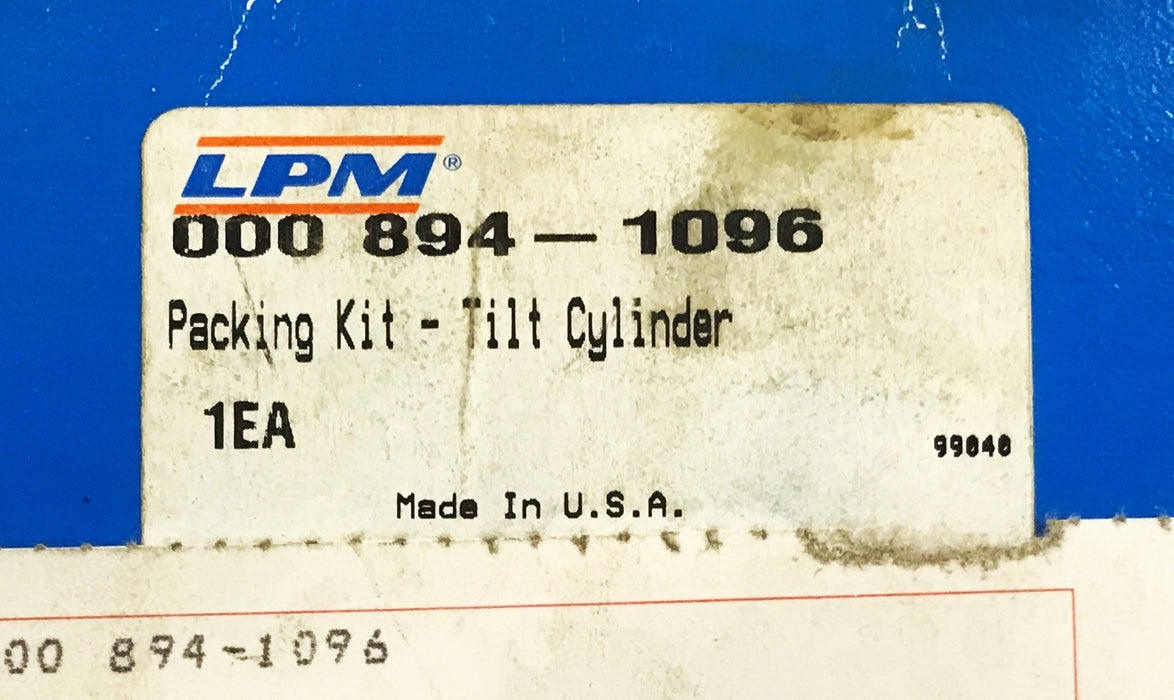 LPM®
000 894-1096
Packing Kit - Tilt Cylinder
1EA
99040
Made In U.S.A.
00 894-1096